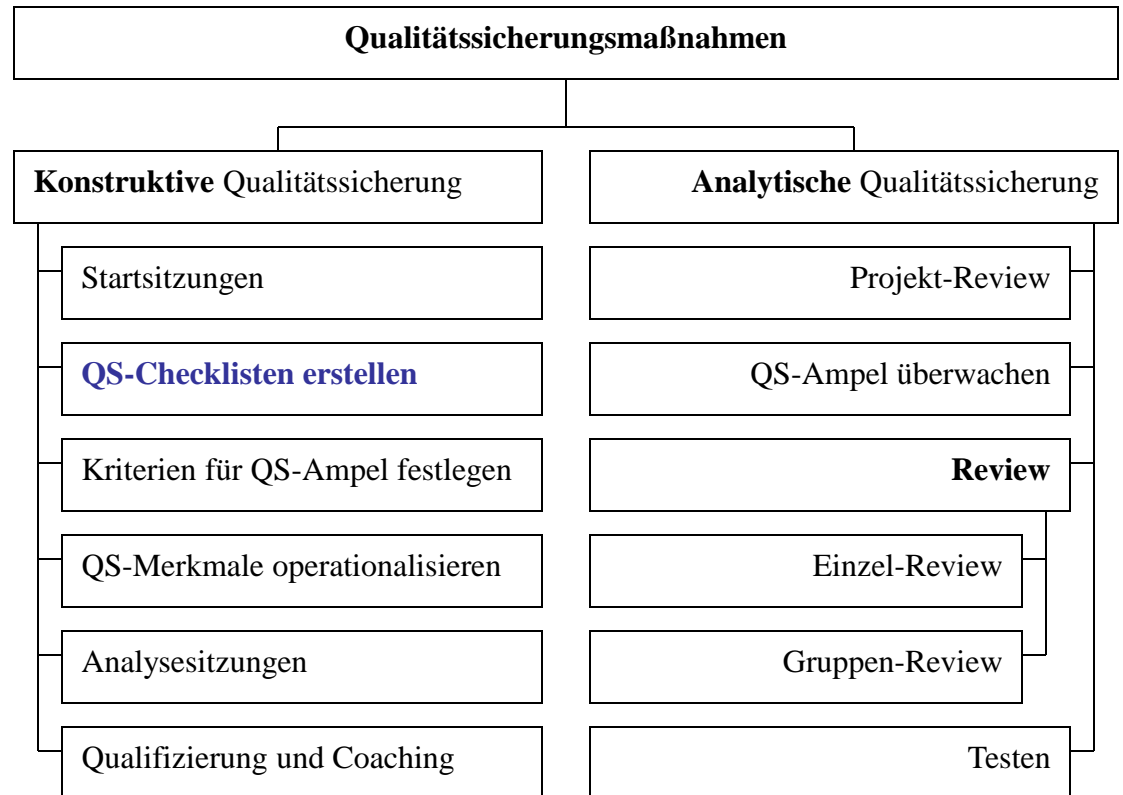 Qualitätssicherungsmaßnahmen
Konstruktive Qualitätssicherung
Startsitzungen
QS-Checklisten erstellen
Kriterien für QS-Ampel festlegen
QS-Merkmale operationalisieren
Analysesitzungen
Qualifizierung und Coaching
Analytische Qualitätssicherung
Projekt-Review
QS-Ampel überwachen
Review
Einzel-Review
Gruppen-Review
Testen